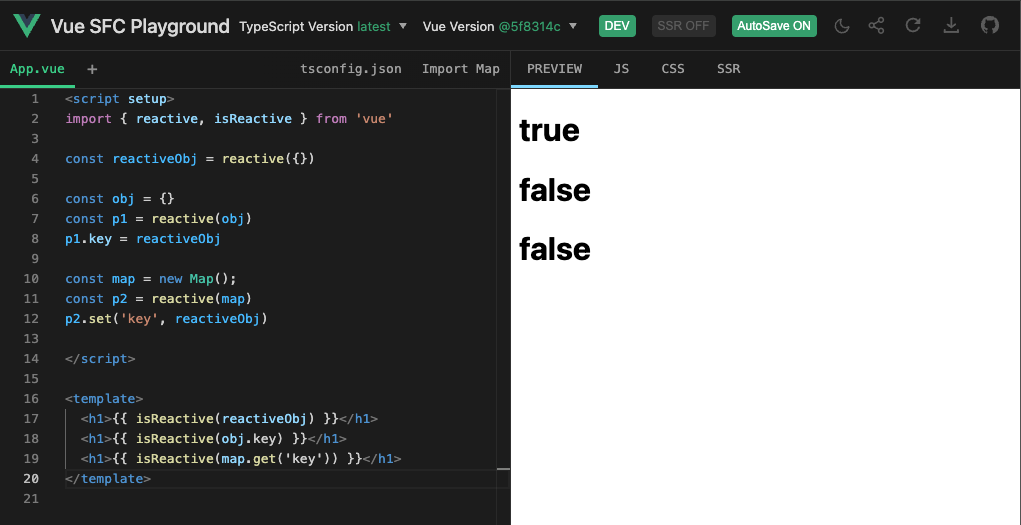 Vue SFC Playground TypeScript Version latest Vue Version @5f8314c DEV SSR OFF AutoSave ON
App.vue + tsconfig.json Import Map PREVIEW JS CSS SSR
1 <script setup>
2 import { reactive, isReactive } from 'vue'
3
4 const reactiveObj = reactive({})
5
6 const obj = {}
7 const p1 = reactive(obj)
8 p1.key = reactiveObj
9
10 const map = new Map();
11 const p2 = reactive(map)
12 p2.set('key', reactiveObj)
13
14 </script>
15
16 <template>
17 <h1>{{ isReactive(reactiveObj) }}</h1>
18 <h1>{{ isReactive(obj.key) }}</h1>
19 <h1>{{ isReactive(map.get('key')) }}</h1>
20 </template>
21
true
false
false